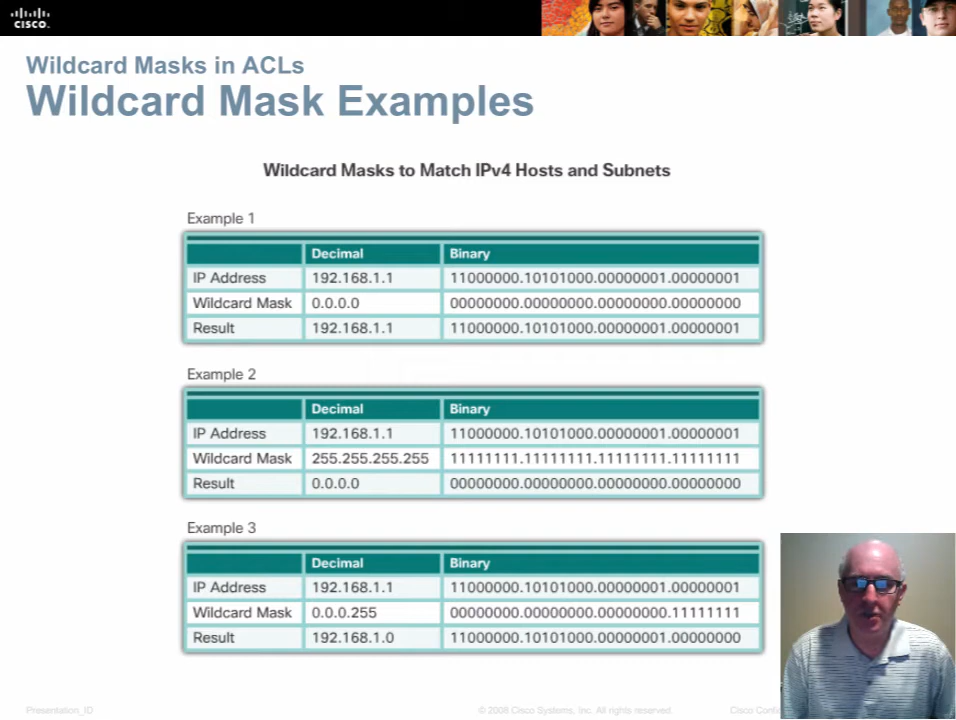 CISCO.
Wildcard Masks in ACLs
Wildcard Mask Examples
Wildcard Masks to Match IPv4 Hosts and Subnets
Example 1
Decimal Binary
IP Address 192.168.1.1 11000000.10101000.00000001.00000001
Wildcard Mask 0.0.0.0 00000000.00000000.00000000.00000000
Result 192.168.1.1 11000000.10101000.00000001.00000001
Example 2
Decimal Binary
IP Address 192.168.1.1 11000000.10101000.00000001.00000001
Wildcard Mask 255.255.255.255 11111111.11111111.11111111.11111111
Result 0.0.0.0 00000000.00000000.00000000.00000000
Example 3
Decimal Binary
IP Address 192.168.1.1 11000000.10101000.00000001.00000001
Wildcard Mask 0.0.0.255 00000000.00000000.00000000.11111111
Result 192.168.1.0 11000000.10101000.00000001.00000000
Presentation_ID © 2008 Cisco Systems, Inc. All rights reserved. Cisco